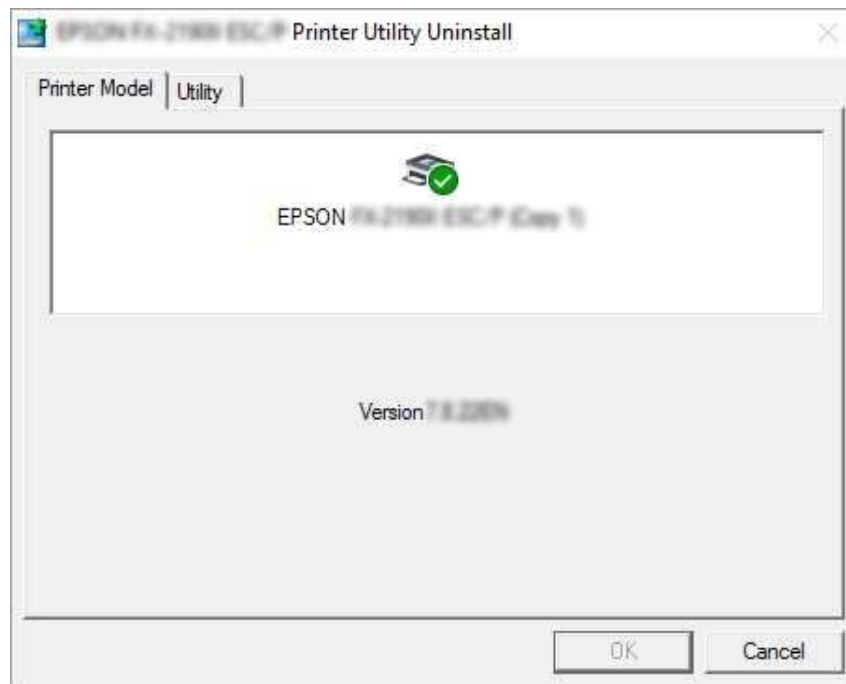 Printer Utility Uninstall
Printer Model
Utility
EPSON
Version
OK
Cancel